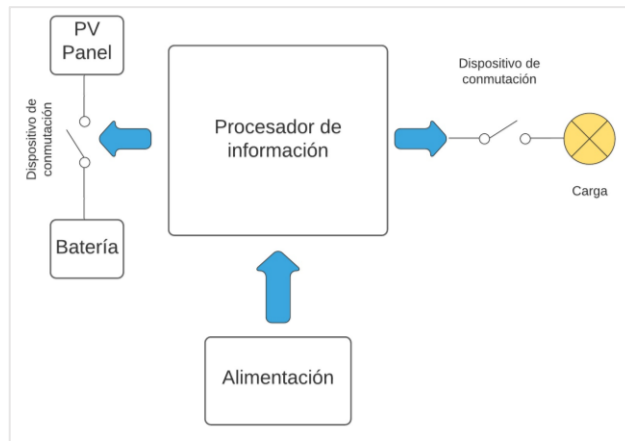 PV
Panel
Dispositivo de
conmutación
Batería
Procesador de
información
Dispositivo de
conmutación
Carga
Alimentación